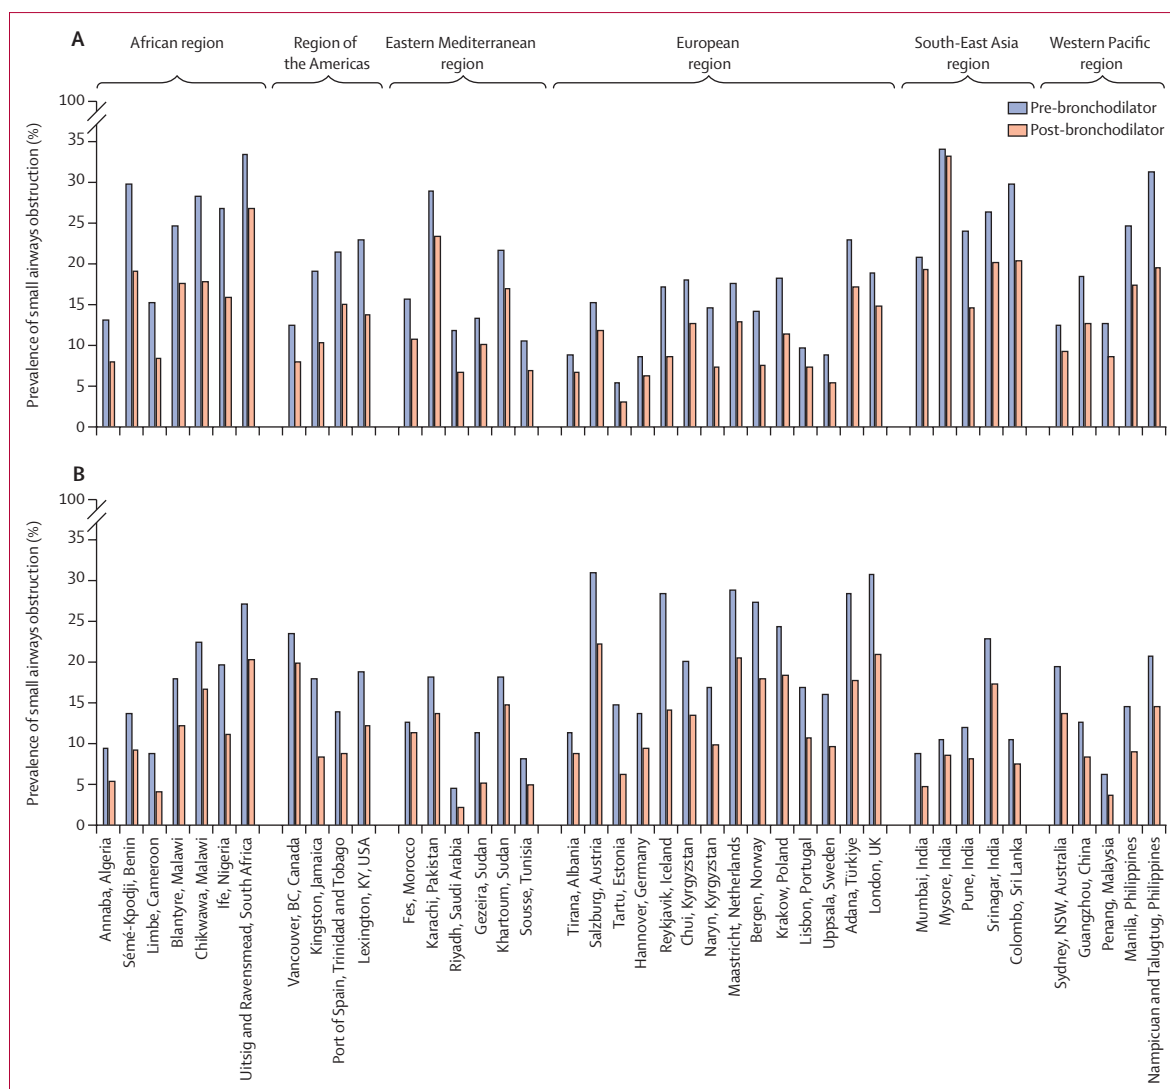 A
African region
Region of
the Americas
Eastern Mediterranean
region
European
region
South-East Asia
region
Western Pacific
region
Pre-bronchodilator
Post-bronchodilator
Prevalence of small airways obstruction (%)
100
35
30
25
20
15
10
5
0
B
Prevalence of small airways obstruction (%)
100
35
30
25
20
15
10
5
0
Annaba, Algeria
Sémé-Kpodji, Benin
Limbe, Cameroon
Blantyre, Malawi
Chikwawa, Malawi
Ife, Nigeria
Uitsig and Ravensmead, South Africa
Vancouver, BC, Canada
Kingston, Jamaica
Port of Spain, Trinidad and Tobago
Lexington, KY, USA
Fes, Morocco
Karachi, Pakistan
Riyadh, Saudi Arabia
Gezeira, Sudan
Khartoum, Sudan
Sousse, Tunisia
Tirana, Albania
Salzburg, Austria
Tartu, Estonia
Hannover, Germany
Reykjavik, Iceland
Chui, Kyrgyzstan
Naryn, Kyrgyzstan
Maastricht, Netherlands
Bergen, Norway
Krakow, Poland
Lisbon, Portugal
Uppsala, Sweden
Adana, Türkiye
London, UK
Mumbai, India
Mysore, India
Pune, India
Srinagar, India
Colombo, Sri Lanka
Sydney, NSW, Australia
Guangzhou, China
Penang, Malaysia
Manila, Philippines
Nampicuan and Talugtug, Philippines